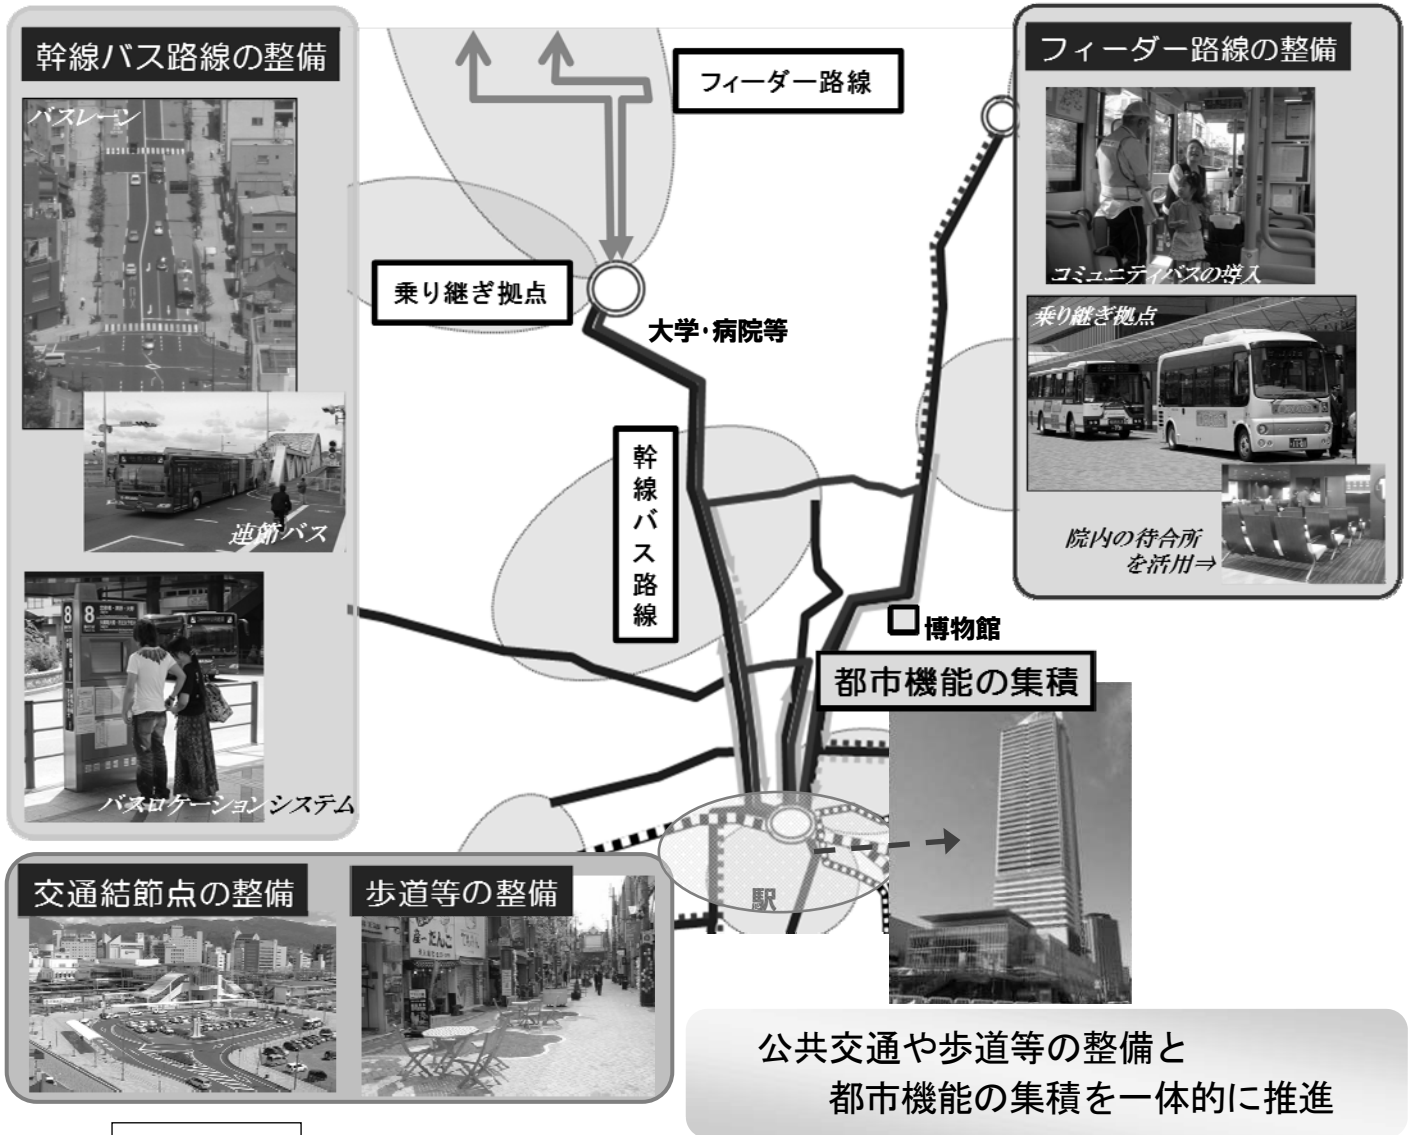 幹線バス路線の整備
バスレーン
連節バス
8 8
バスロケーションシステム
フィーダー路線
乗り継ぎ拠点
大学・病院等
幹線バス路線
博物館
都市機能の集積
駅
フィーダー路線の整備
コミュニティバスの導入
乗り継ぎ拠点
院内の待合所
を活用⇒
交通結節点の整備
歩道等の整備
だんご
公共交通や歩道等の整備と
都市機能の集積を一体的に推進